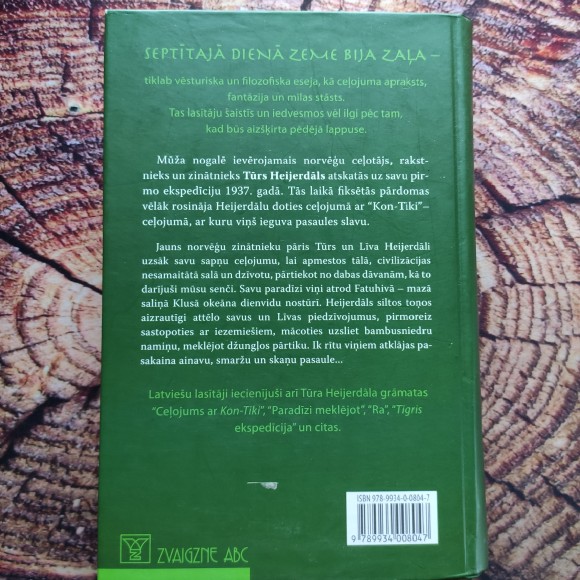 SEPTĪTAJĀ DIENĀ ZEME BIJA ZAĻA –
tiklab vēsturiska un filozofiska eseja, kā ceļojuma apraksts,
fantāzija un mīlas stāsts.
Tas lasītāju šaistīs un iedvesmos vēl ilgi pēc tam,
kad būs aizšķirta pēdējā lappuse.
Mūža nogalē ievērojamais norvēģu ceļotājs, rakst-
nieks un zinātnieks Tūrs Heijerdāls atskatās uz savu pir-
mo ekspedīciju 1937. gadā. Tās laikā fiksētās pārdomas
vēlāk rosināja Heijerdālu doties ceļojumā ar “Kon-Tiki”–
ceļojumā, ar kuru viņš ieguva pasaules slavu.
Jauns norvēģu zinātnieku pāris Tūrs un Līva Heijerdāli
uzsāk savu sapņu ceļojumu, lai apmestos tālā, civilizācijas
nesamaitātā salā un dzīvotu, pārtiekot no dabas dāvanām, kā to
darījuši mūsu senči. Savu paradīzi viņi atrod Fatuhivā – mazā
saliņā Klusā okeāna dienvidu nostūrī. Heijerdāls siltos toņos
aizrautīgi attēlo savus un Līvas piedzīvojumus, pirmoreiz
sastopoties ar iezemiešiem, mācoties uzsliet bambusniedru
namiņu, meklējot džungļos pārtiku. Ik rītu viņiem atklājas pa-
sakaina ainavu, smaržu un skaņu pasaule...
Latviešu lasītāji iecienījuši arī Tūra Heijerdāla grāmatas
“Ceļojums ar Kon-Tiki”, “Paradīzi meklējot”, “Ra”, “Tigris
ekspedīcija” un citas.
ISBN 978-9934-0-0804-7
9 789934 008047
ZVAIGZNE ABC